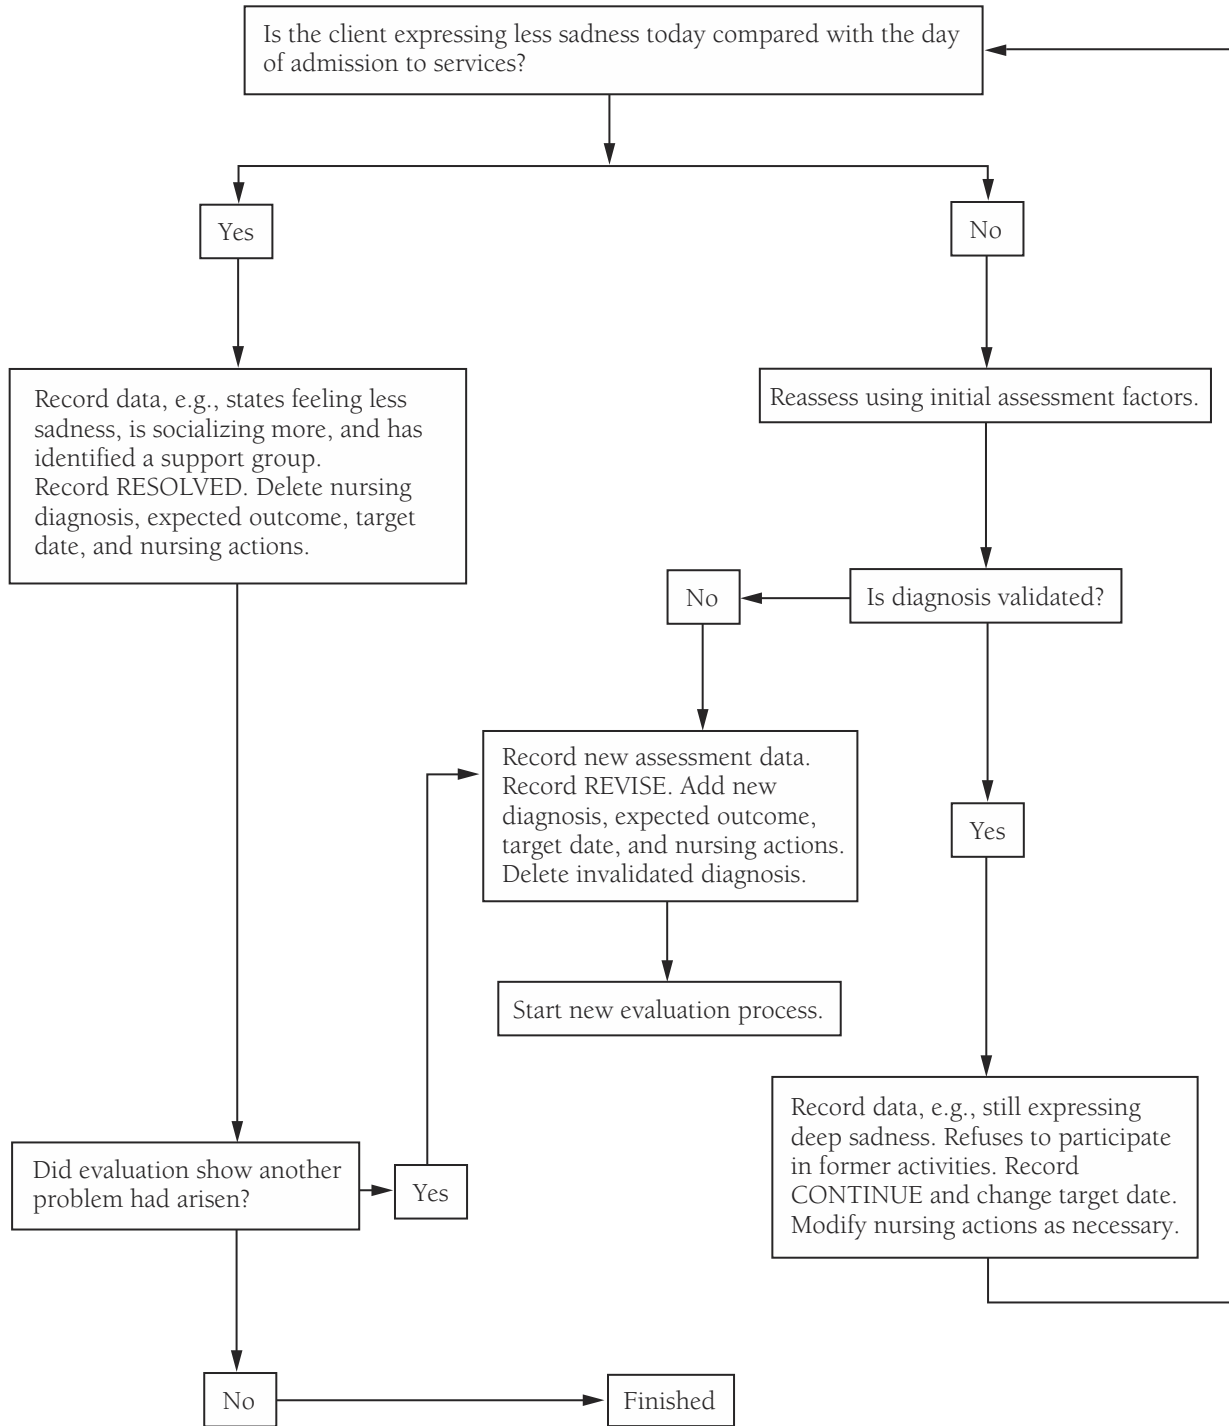 Is the client expressing less sadness today compared with the day
of admission to services?
Yes
No
Record data, e.g., states feeling less
sadness, is socializing more, and has
identified a support group.
Record RESOLVED. Delete nursing
diagnosis, expected outcome, target
date, and nursing actions.
Reassess using initial assessment factors.
Is diagnosis validated?
No
Record new assessment data.
Record REVISE. Add new
diagnosis, expected outcome,
target date, and nursing actions.
Delete invalidated diagnosis.
Yes
Start new evaluation process.
Record data, e.g., still expressing
deep sadness. Refuses to participate
in former activities. Record
CONTINUE and change target date.
Modify nursing actions as necessary.
Did evaluation show another
problem had arisen?
Yes
No
Finished